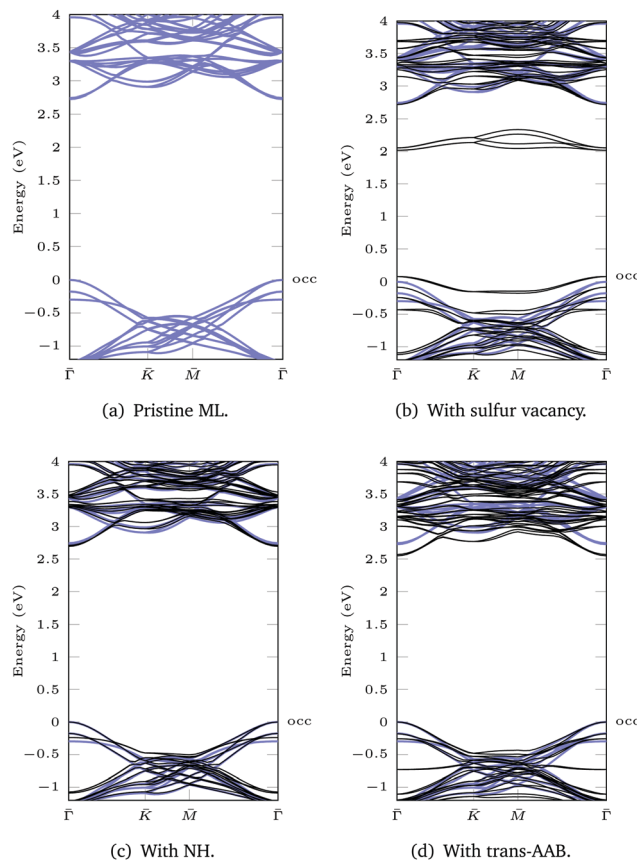 4
3.5
3
2.5
2
1.5
1
0.5
0
−0.5
−1
Energy (eV)
occ
Γ̄ K̄ M̄ Γ̄
(a) Pristine ML.
4
3.5
3
2.5
2
1.5
1
0.5
0
−0.5
−1
Energy (eV)
occ
Γ̄ K̄ M̄ Γ̄
(b) With sulfur vacancy.
4
3.5
3
2.5
2
1.5
1
0.5
0
−0.5
−1
Energy (eV)
occ
Γ̄ K̄ M̄ Γ̄
(c) With NH.
4
3.5
3
2.5
2
1.5
1
0.5
0
−0.5
−1
Energy (eV)
occ
Γ̄ K̄ M̄ Γ̄
(d) With trans-AAB.